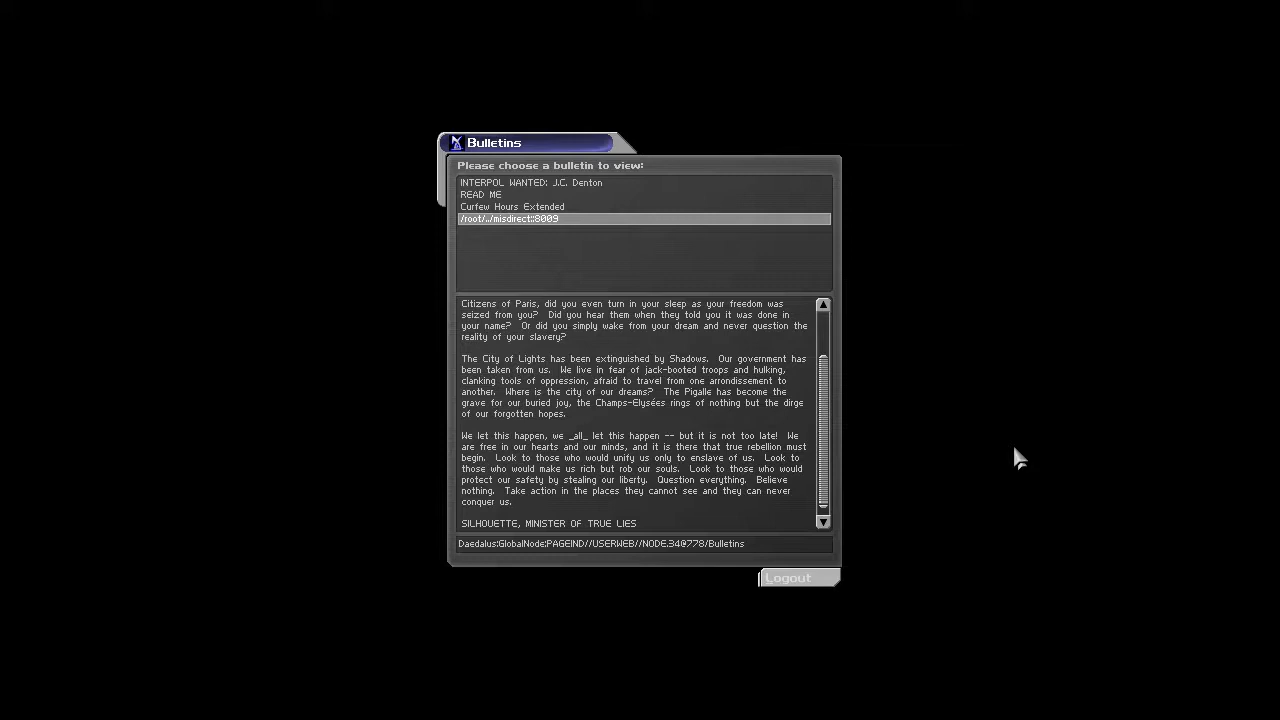 Bulletins
Please choose a bulletin to view:
INTERPOL WANTED: J.C. Denton
READ ME
Curfew Hours Extended
/root/../misdirect::8009
Citizens of Paris, did you even turn in your sleep as your freedom was
seized from you?  Did you hear them when they told you it was done in
your name?  Or did you simply wake from your dream and never question the
reality of your slavery?
The City of Lights has been extinguished by Shadows.  Our government has
been taken from us.  We live in fear of jack-booted troops and hulking,
clanking tools of oppression, afraid to travel from one arrondissement to
another.  Where is the city of our dreams?  The Pigalle has become the
grave for our buried joy, the Champs-Elysées rings of nothing but the dirge
of our forgotten hopes.
We let this happen, we _all_ let this happen -- but it is not too late!  We
are free in our hearts and our minds, and it is there that true rebellion must
begin.  Look to those who would unify us only to enslave of us.  Look to
those who would make us rich but rob our souls.  Look to those who would
protect our safety by stealing our liberty.  Question everything.  Believe
nothing.  Take action in the places they cannot see and they can never
conquer us.
SILHOUETTE, MINISTER OF TRUE LIES
Daedalus:GlobalNode:PAGEIND//USERWEB//NODE.34@778/Bulletins
Logout